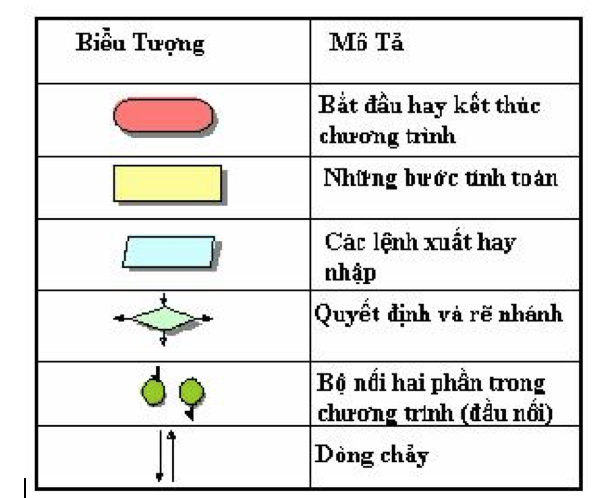 Biểu Tượng
Mô Tả
Bắt đầu hay kết thúc
chương trình
Những bước tính toán
Các lệnh xuất hay
nhập
Quyết định và rẽ nhánh
Bộ nối hai phần trong
chương trình (đầu nối)
Dòng chảy